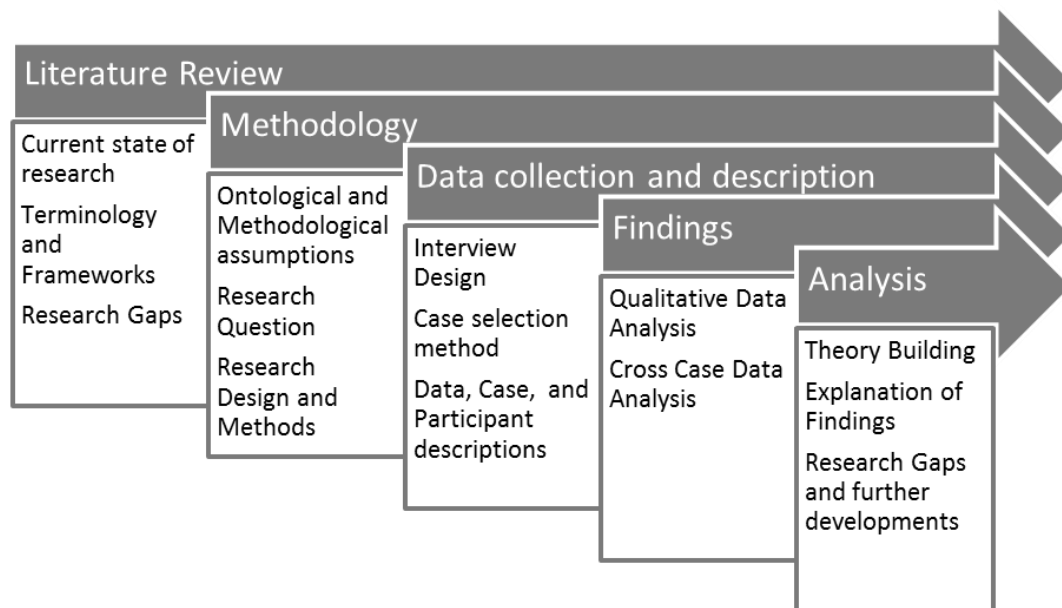 Literature Review
Current state of
research
Terminology
and
Frameworks
Research Gaps
Methodology
Ontological and
Methodological
assumptions
Research
Question
Research
Design and
Methods
Data collection and description
Interview
Design
Case selection
method
Data, Case, and
Participant
descriptions
Findings
Qualitative Data
Analysis
Cross Case Data
Analysis
Analysis
Theory Building
Explanation of
Findings
Research Gaps
and further
developments